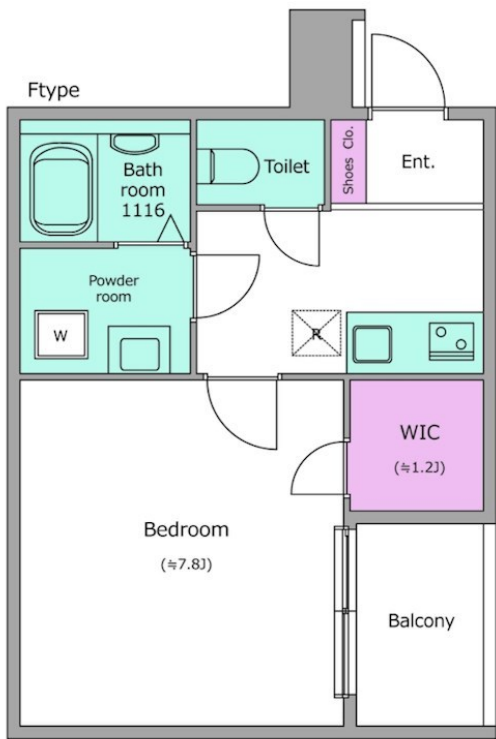 Ftype
Bath
room
1116
Toilet
Shoes Clo.
Ent.
Powder
room
W
R
WIC
(≒1.2J)
Bedroom
(≒7.8J)
Balcony